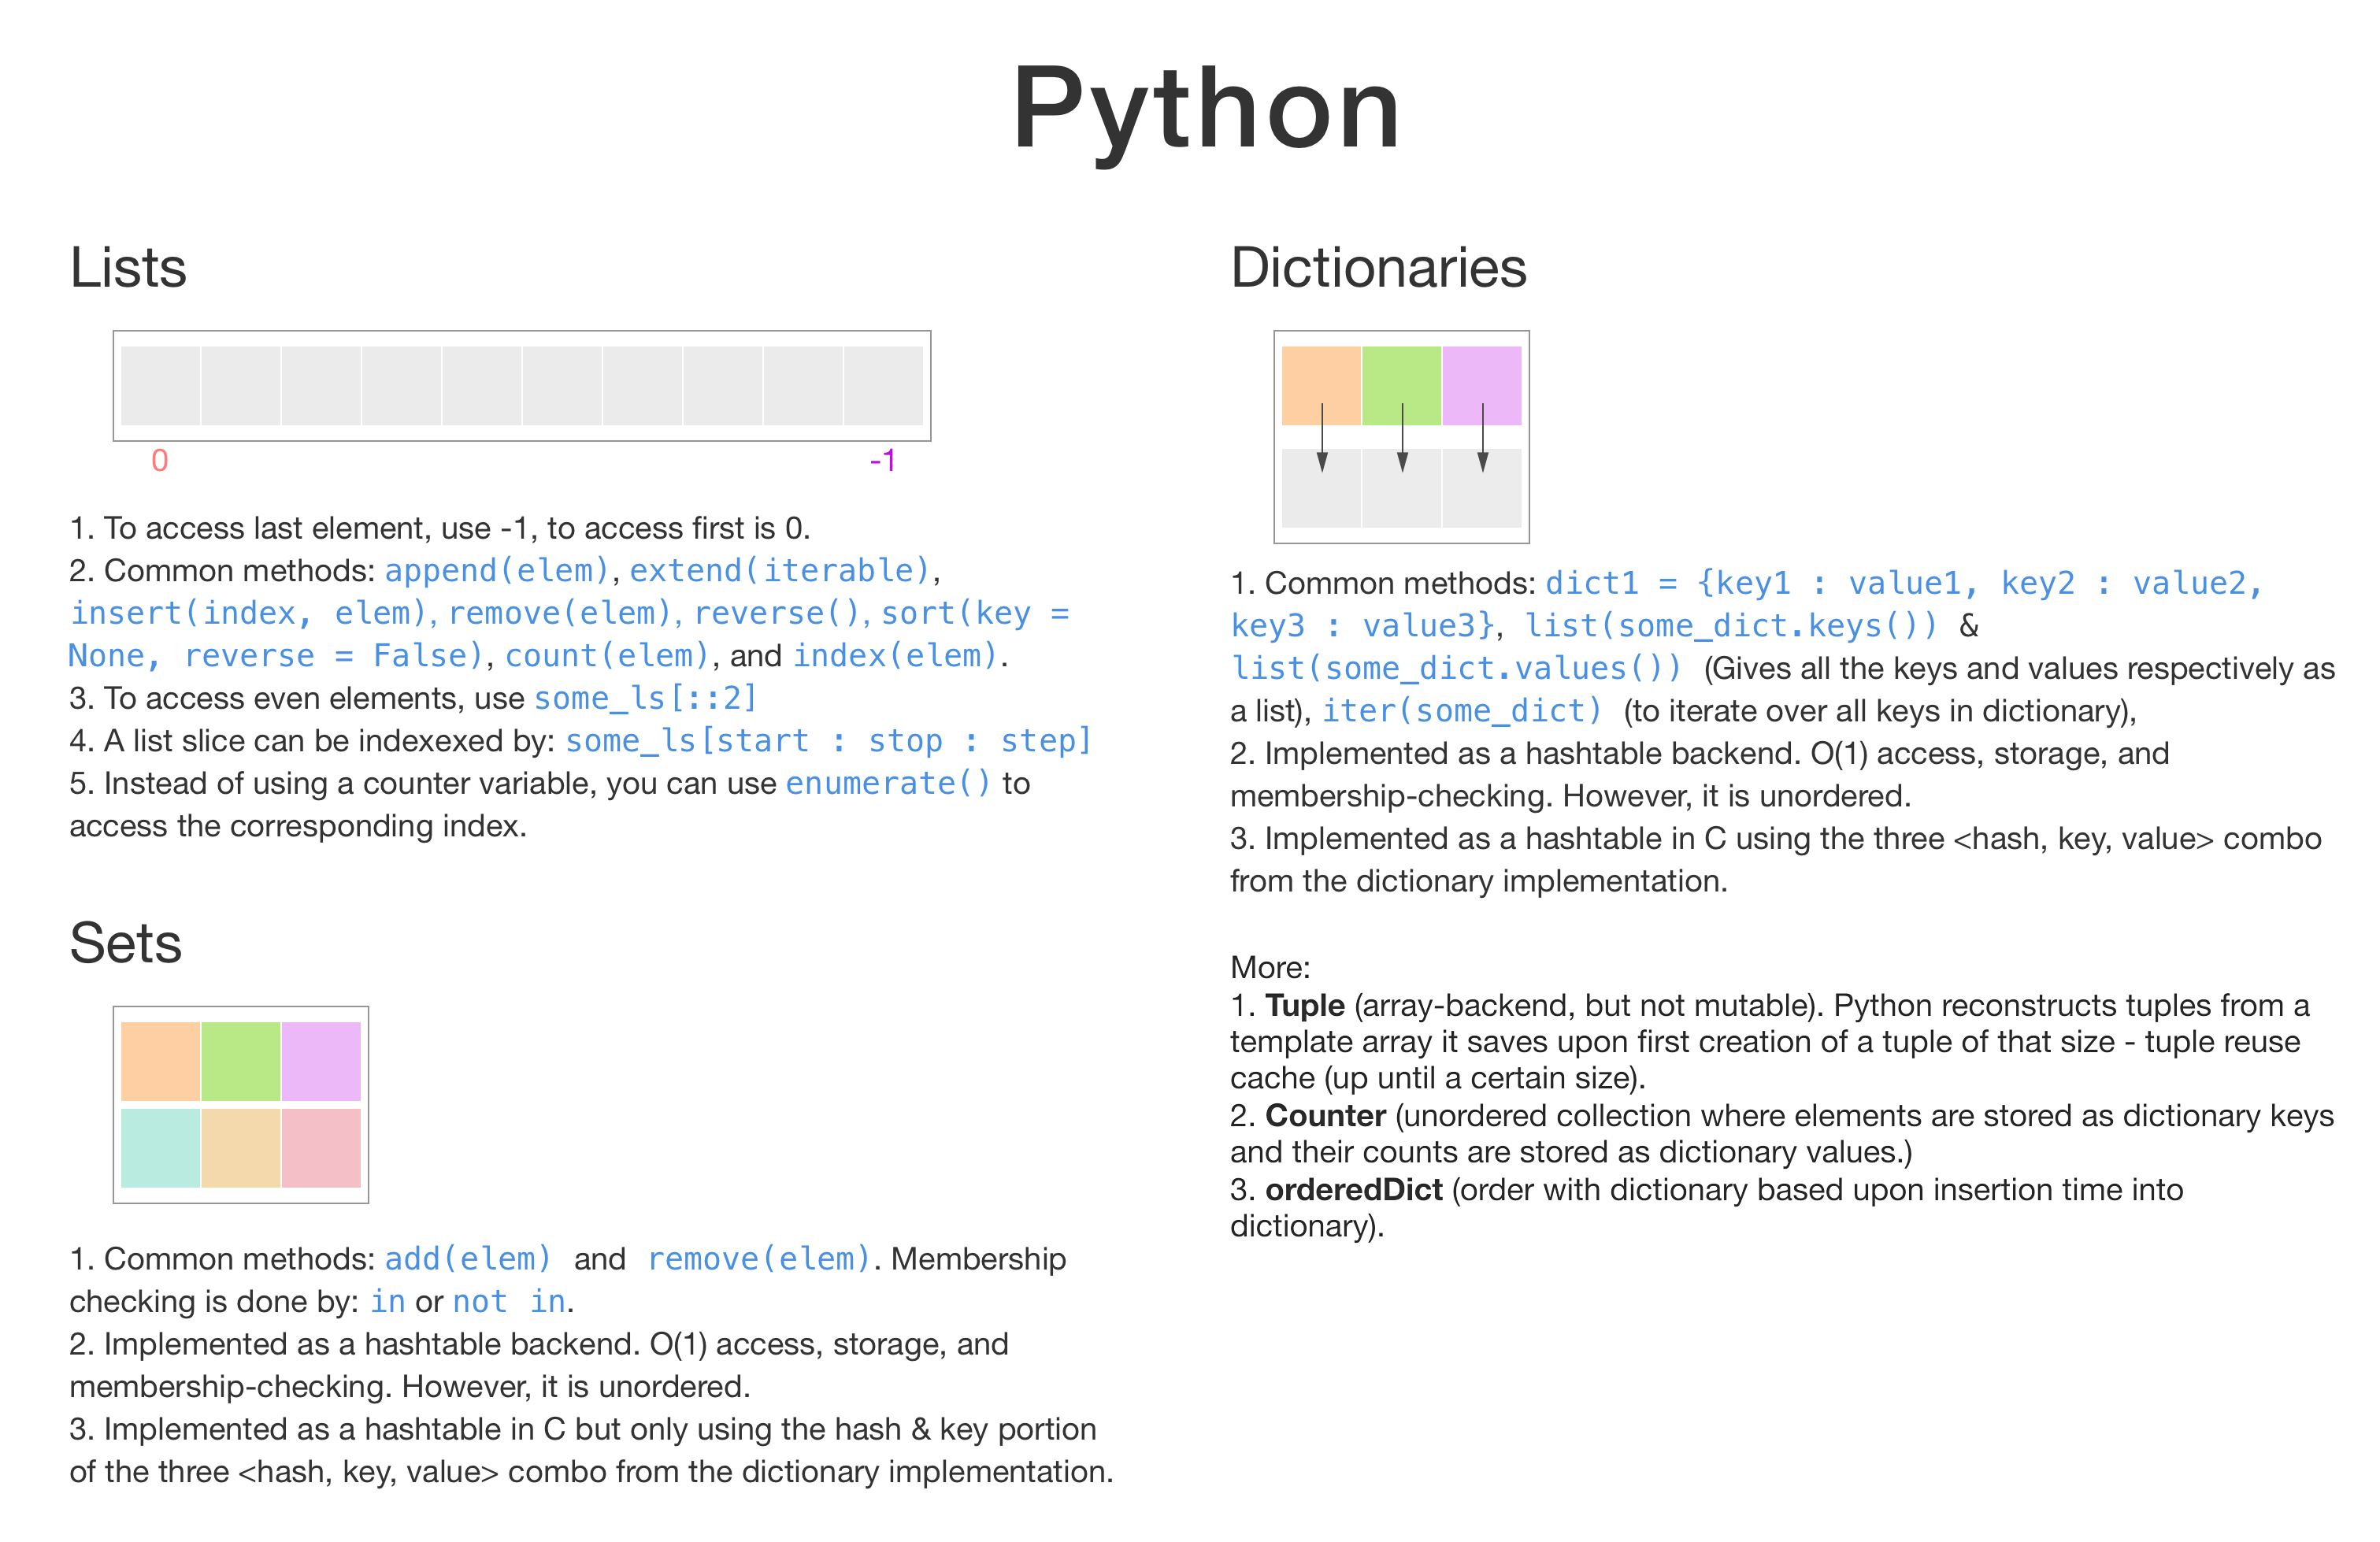 Python
Lists
0
-1
1. To access last element, use -1, to access first is 0.
2. Common methods: append(elem), extend(iterable),
insert(index, elem), remove(elem), reverse(), sort(key =
None, reverse = False), count(elem), and index(elem).
3. To access even elements, use some_ls[::2]
4. A list slice can be indexexed by: some_ls[start : stop : step]
5. Instead of using a counter variable, you can use enumerate() to
access the corresponding index.
Sets
1. Common methods: add(elem) and remove(elem). Membership
checking is done by: in or not in.
2. Implemented as a hashtable backend. O(1) access, storage, and
membership-checking. However, it is unordered.
3. Implemented as a hashtable in C but only using the hash & key portion
of the three <hash, key, value> combo from the dictionary implementation.
Dictionaries
1. Common methods: dict1 = {key1 : value1, key2 : value2,
key3 : value3}, list(some_dict.keys()) &
list(some_dict.values()) (Gives all the keys and values respectively as
a list), iter(some_dict) (to iterate over all keys in dictionary),
2. Implemented as a hashtable backend. O(1) access, storage, and
membership-checking. However, it is unordered.
3. Implemented as a hashtable in C using the three <hash, key, value> combo
from the dictionary implementation.
More:
1. Tuple (array-backend, but not mutable). Python reconstructs tuples from a
template array it saves upon first creation of a tuple of that size - tuple reuse
cache (up until a certain size).
2. Counter (unordered collection where elements are stored as dictionary keys
and their counts are stored as dictionary values.)
3. orderedDict (order with dictionary based upon insertion time into
dictionary).